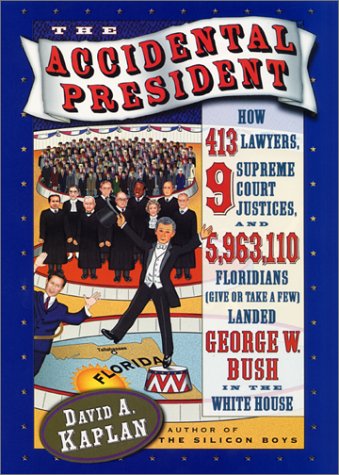 THE
ACCIDENTAL
PRESIDENT
HOW
413 LAWYERS,
9 SUPREME
COURT
JUSTICES,
AND
5,963,110
FLORIDIANS
(GIVE OR TAKE A FEW)
LANDED
GEORGE W.
BUSH
IN THE
WHITE HOUSE
Tallahassee
FLORIDA
DAVID A.
KAPLAN
AUTHOR OF
THE SILICON BOYS